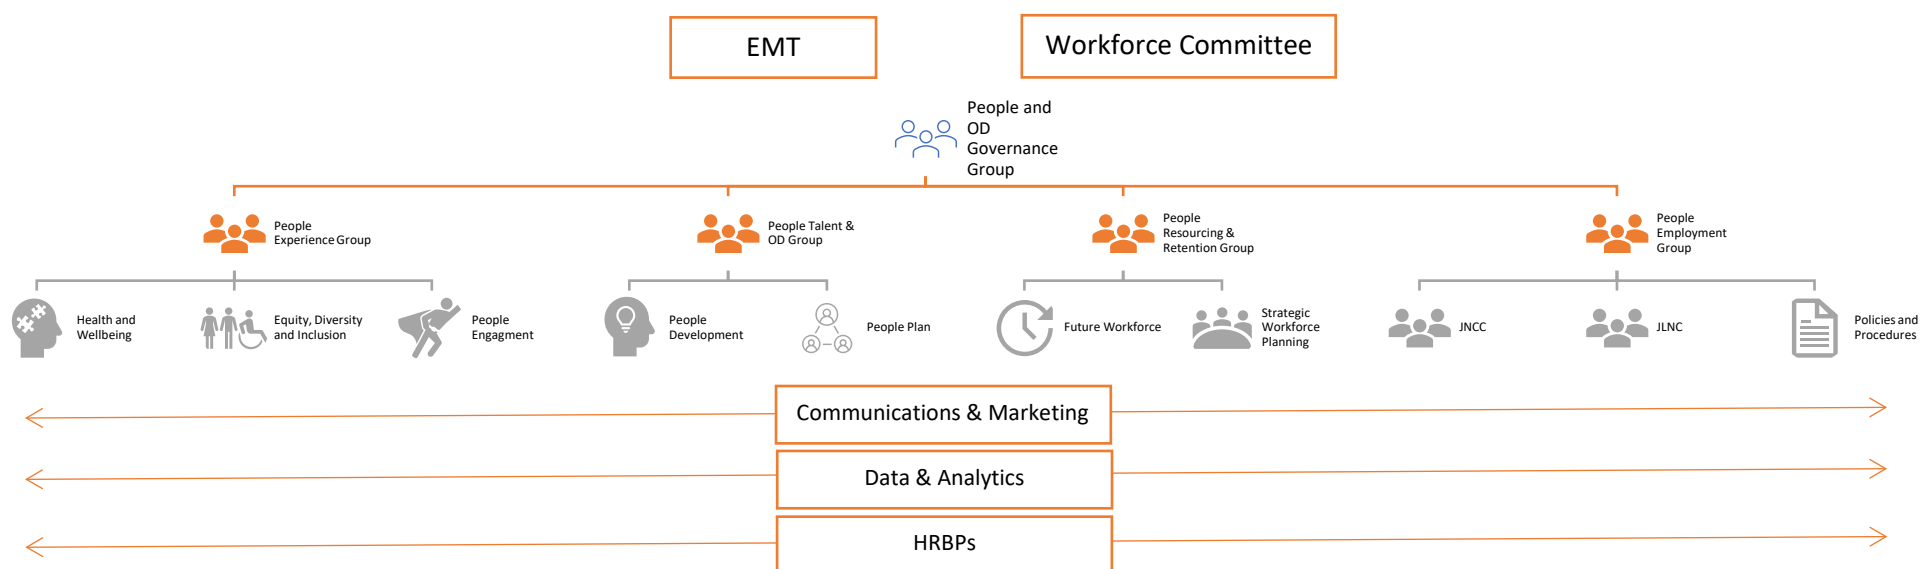 EMT
Workforce Committee
People and
OD
Governance
Group
People
Experience Group
People Talent &
OD Group
People
Resourcing &
Retention Group
People
Employment
Group
Health and
Wellbeing
Equity, Diversity
and Inclusion
People
Engagment
People
Development
People Plan
Future Workforce
Strategic
Workforce
Planning
JNCC
JLNC
Policies and
Procedures
Communications & Marketing
Data & Analytics
HRBPs